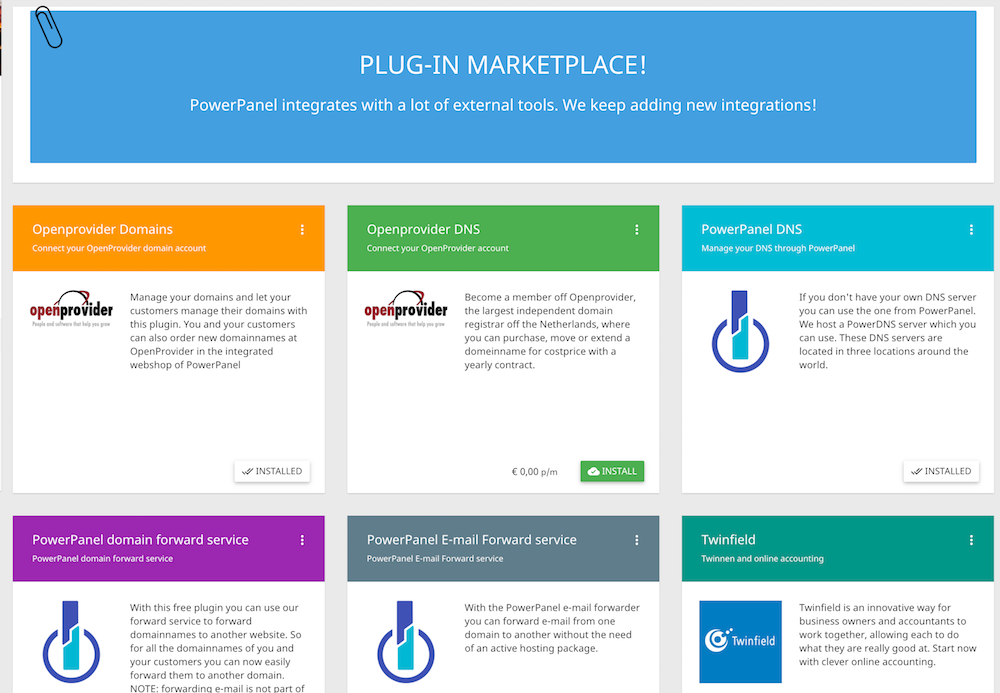 PLUG-IN MARKETPLACE!
PowerPanel integrates with a lot of external tools. We keep adding new integrations!
Openprovider Domains
Connect your OpenProvider domain account
openprovider
People and software that help you grow
Manage your domains and let your
customers manage their domains with
this plugin. You and your customers
can also order new domainnames at
OpenProvider in the integrated
webshop of PowerPanel
INSTALLED
Openprovider DNS
Connect your OpenProvider account
openprovider
People and software that help you grow
Become a member off Openprovider,
the largest independent domain
registrar off the Netherlands, where
you can purchase, move or extend a
domeinname for costprice with a
yearly contract.
€ 0,00 p/m
INSTALL
PowerPanel DNS
Manage your DNS through PowerPanel
If you don't have your own DNS server
you can use the one from PowerPanel.
We host a PowerDNS server which you
can use. These DNS servers are
located in three locations around the
world.
INSTALLED
PowerPanel domain forward service
PowerPanel domain forward service
With this free plugin you can use our
forward service to forward
domainnames to another website. So
for all the domainnames of you and
your customers you can now easily
forward them to another domain.
NOTE: forwarding e-mail is not part of
PowerPanel E-mail Forward service
PowerPanel E-mail Forward service
With the PowerPanel e-mail forwarder
you can forward e-mail from one
domain to another without the need
of an active hosting package.
Twinfield
Twinnen and online accounting
Twinfield
Twinfield is an innovative way for
business owners and accountants to
work together, allowing each to do
what they are really good at. Start now
with clever online accounting.